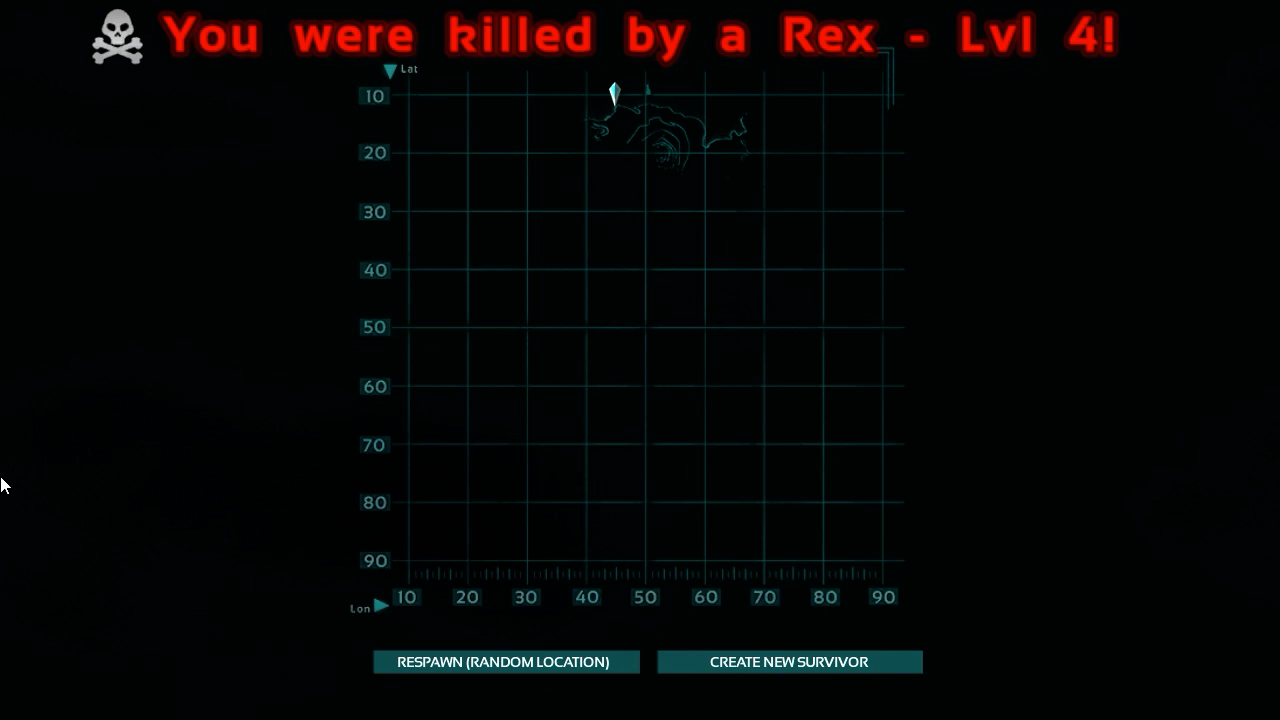 You were killed by a Rex - Lvl 4!
Lat
10
20
30
40
50
60
70
80
90
Lon 10 20 30 40 50 60 70 80 90
RESPAWN (RANDOM LOCATION) CREATE NEW SURVIVOR